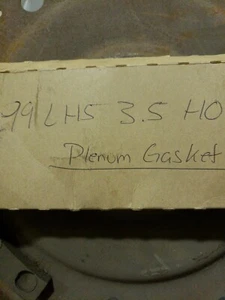 99 LHS 3.5 HO
Plenum Gasket